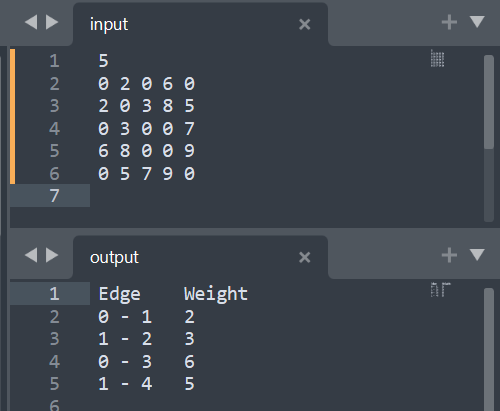 input
1 5
2 0 2 0 6 0
3 2 0 3 8 5
4 0 3 0 0 7
5 6 8 0 0 9
6 0 5 7 9 0
7
output
1 Edge Weight
2 0 - 1 2
3 1 - 2 3
4 0 - 3 6
5 1 - 4 5
6